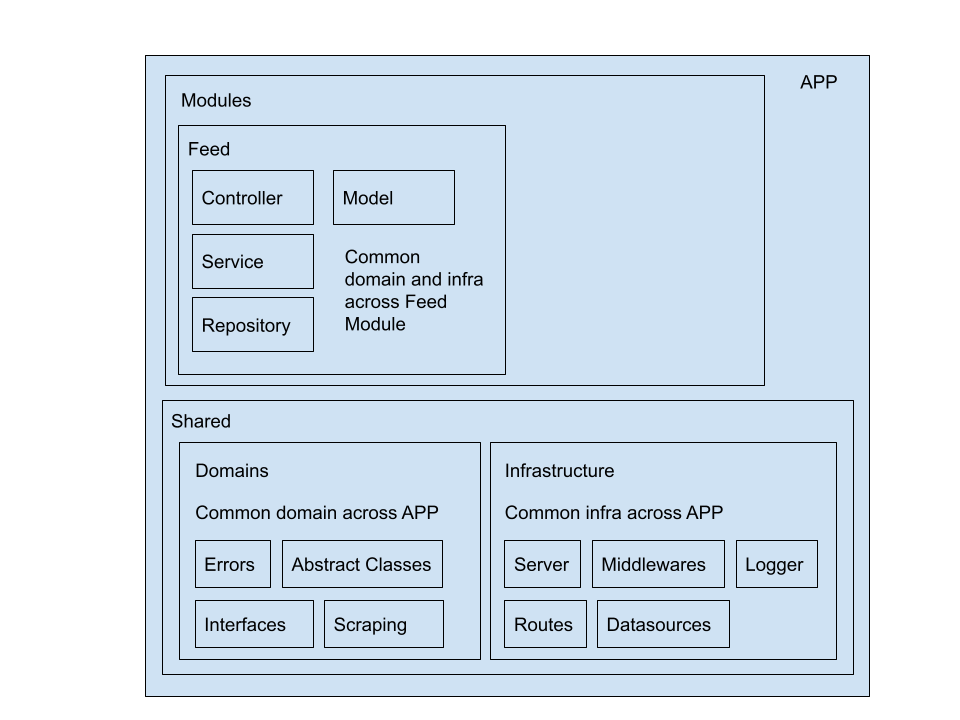 APP
Modules
Feed
Controller
Model
Service
Common
domain and infra
across Feed
Module
Repository
Shared
Domains
Common domain across APP
Errors
Abstract Classes
Interfaces
Scraping
Infrastructure
Common infra across APP
Server
Middlewares
Logger
Routes
Datasources